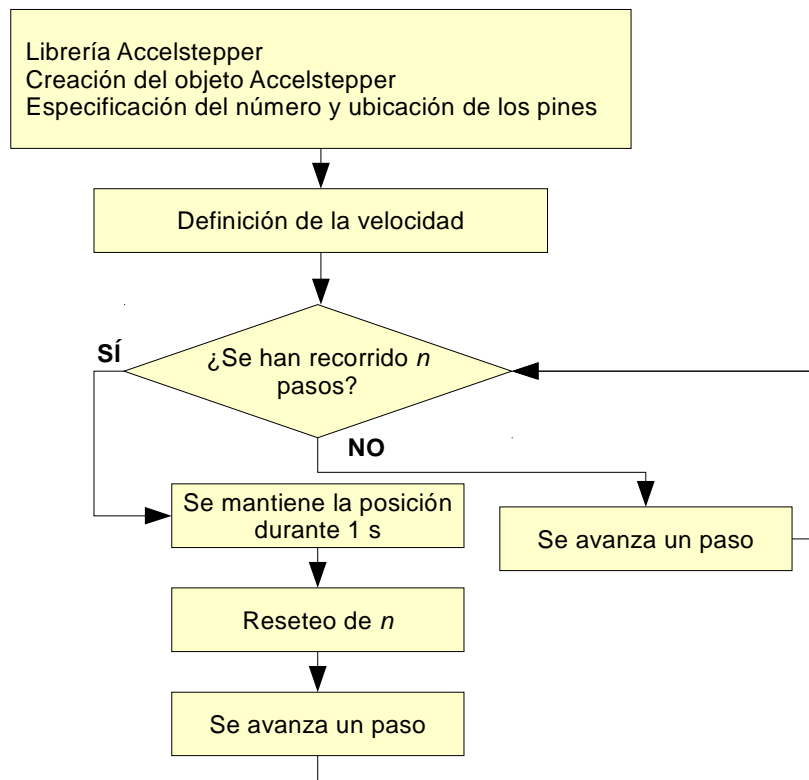 Librería Accelstepper
Creación del objeto Accelstepper
Especificación del número y ubicación de los pines
Definición de la velocidad
SÍ
¿Se han recorrido n
pasos?
NO
Se mantiene la posición
durante 1 s
Se avanza un paso
Reseteo de n
Se avanza un paso